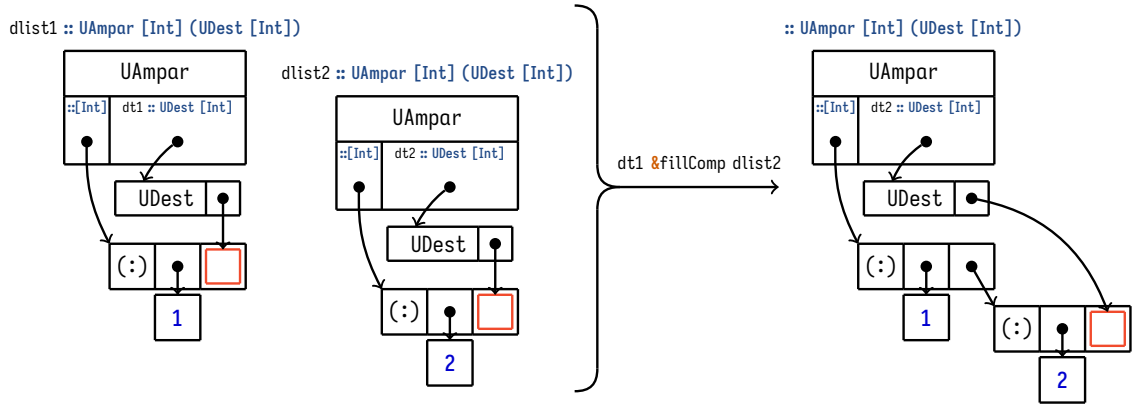 dlist1 :: UAmpar [Int] (UDest [Int])
UAmpar
::[Int]
dt1 :: UDest [Int]
UDest
(:)
1
dlist2 :: UAmpar [Int] (UDest [Int])
UAmpar
::[Int]
dt2 :: UDest [Int]
UDest
(:)
2
dt1 &fillComp dlist2
:: UAmpar [Int] (UDest [Int])
UAmpar
::[Int]
dt2 :: UDest [Int]
UDest
(:)
1
(:)
2